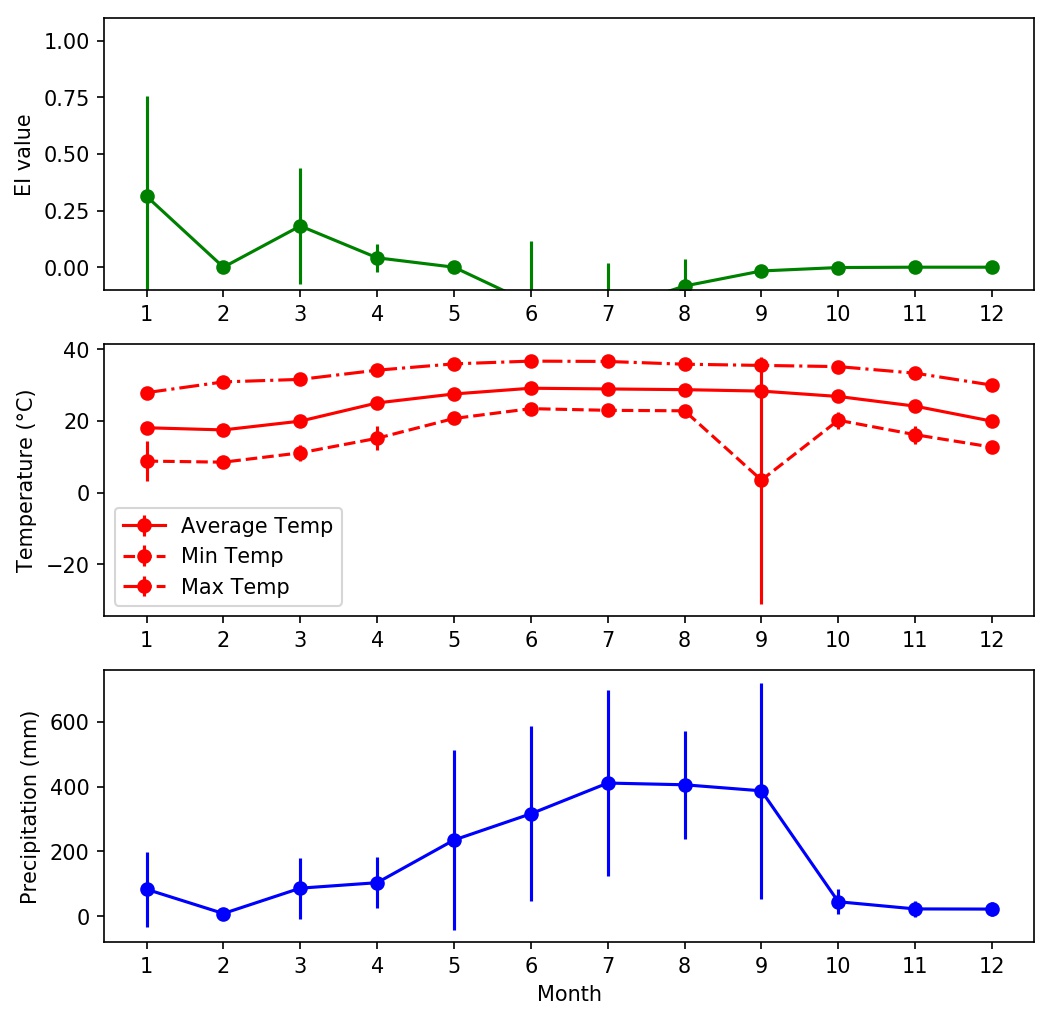 EI value
1.00
0.75
0.50
0.25
0.00
1 2 3 4 5 6 7 8 9 10 11 12
Temperature (°C)
40
20
0
−20
Average Temp
Min Temp
Max Temp
1 2 3 4 5 6 7 8 9 10 11 12
Precipitation (mm)
600
400
200
0
1 2 3 4 5 6 7 8 9 10 11 12
Month